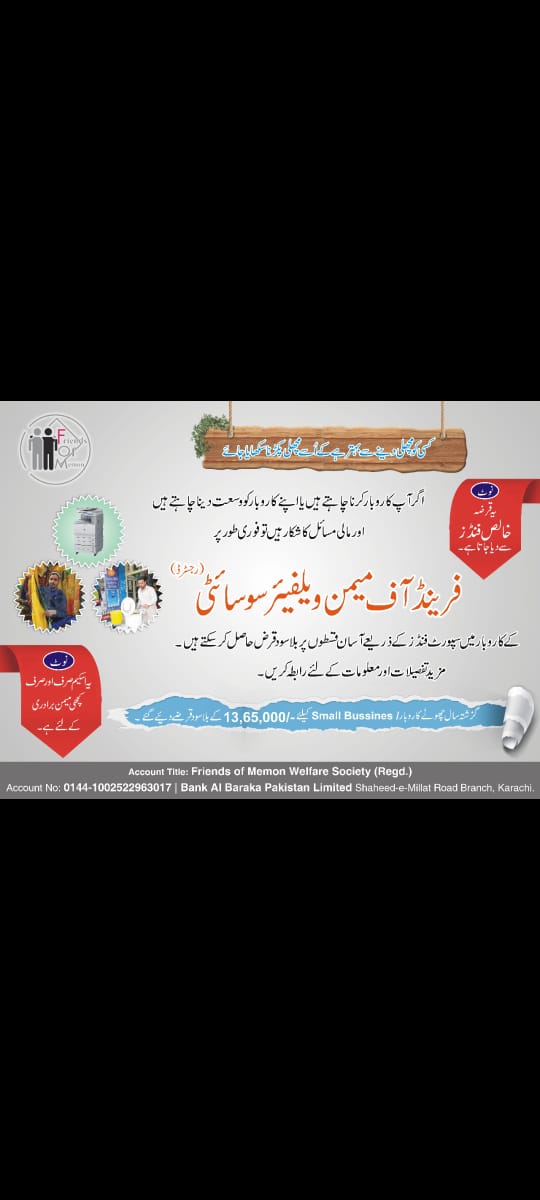 Friends
For
Memon
کسی کو مچھلی دینے سے بہتر ہے کے اُسے مچھلی پکڑنا سکھایا جائے
اگر آپ کاروبار کرنا چاہتے ہیں یا اپنے کاروبار کو وسعت دینا چاہتے ہیں
اور مالی مسائل کا شکار ہیں تو فوری طور پر
نوٹ
یہ قرضہ
خالص فنڈز
سے دیا جاتا ہے۔
فرینڈ آف میمن ویلفیئر سوسائٹی (رجسٹرڈ)
کے کاروبار میں سپورٹ فنڈز کے ذریعے آسان قسطوں پر بلاسود قرض حاصل کر سکتے ہیں۔
مزید تفصیلات اور معلومات کے لئے رابطہ کریں۔
نوٹ
یہ اسکیم صرف اور صرف
کچھی میمن برادری
کے لئے ہے۔
گزشتہ سال چھوٹے کاروبار/ Small Bussines کیلئے -/13,65,000 کے بلاسود قرضے دیئے گئے۔
Account Title: Friends of Memon Welfare Society (Regd.)
Account No: 0144-1002522963017 | Bank Al Baraka Pakistan Limited Shaheed-e-Millat Road Branch, Karachi.